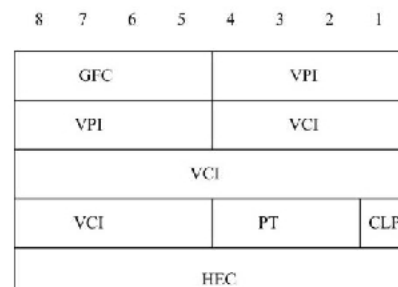 8 7 6 5 4 3 2 1
GFC VPI
VPI VCI
VCI
VCI PT CLP
HEC